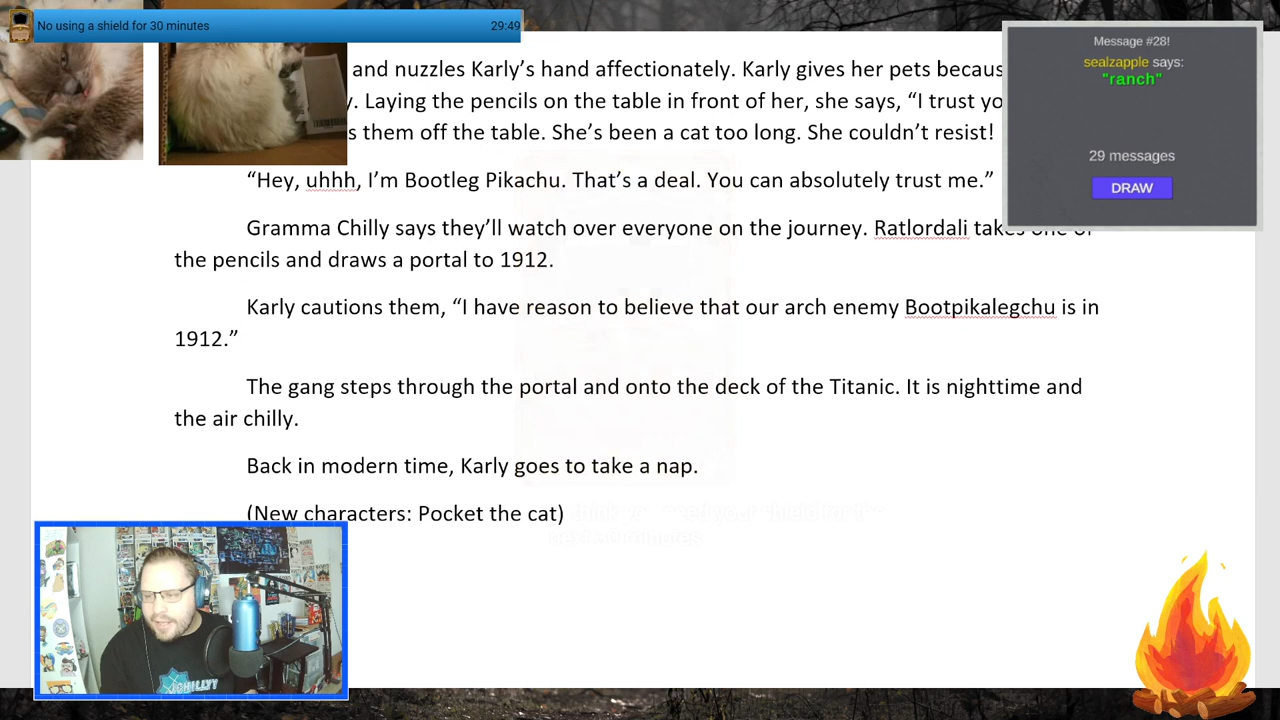 No using a shield for 30 minutes
29:49
and nuzzles Karly’s hand affectionately. Karly gives her pets becaus
y. Laying the pencils on the table in front of her, she says, “I trust yo
s them off the table. She’s been a cat too long. She couldn’t resist!
“Hey, uhhh, I’m Bootleg Pikachu. That’s a deal. You can absolutely trust me.”
Gramma Chilly says they’ll watch over everyone on the journey. Ratlordali takes one of
the pencils and draws a portal to 1912.
Karly cautions them, “I have reason to believe that our arch enemy Bootpikalegchu is in
1912.”
The gang steps through the portal and onto the deck of the Titanic. It is nighttime and
the air chilly.
Back in modern time, Karly goes to take a nap.
(New characters: Pocket the cat)
Message #28!
sealzapple says:
"ranch"
29 messages
DRAW